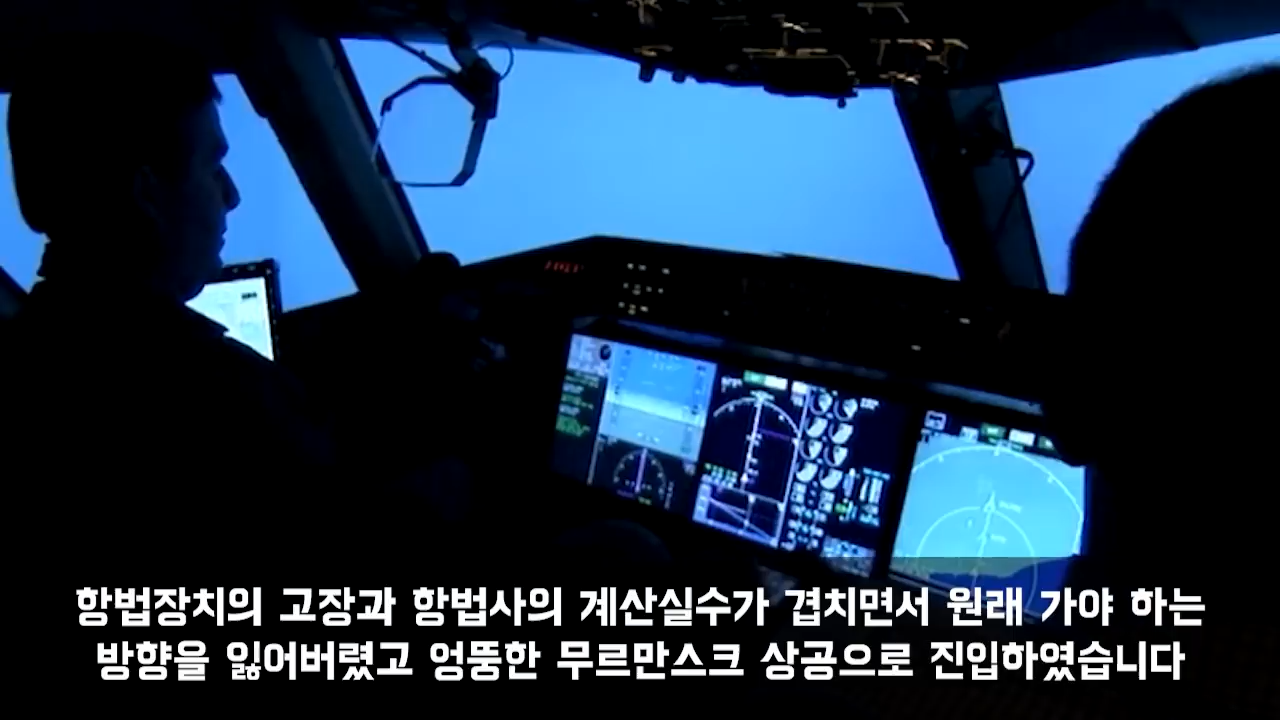 항법장치의 고장과 항법사의 계산실수가 겹치면서 원래 가야 하는
방향을 잃어버렸고 엉뚱한 무르만스크 상공으로 진입하였습니다